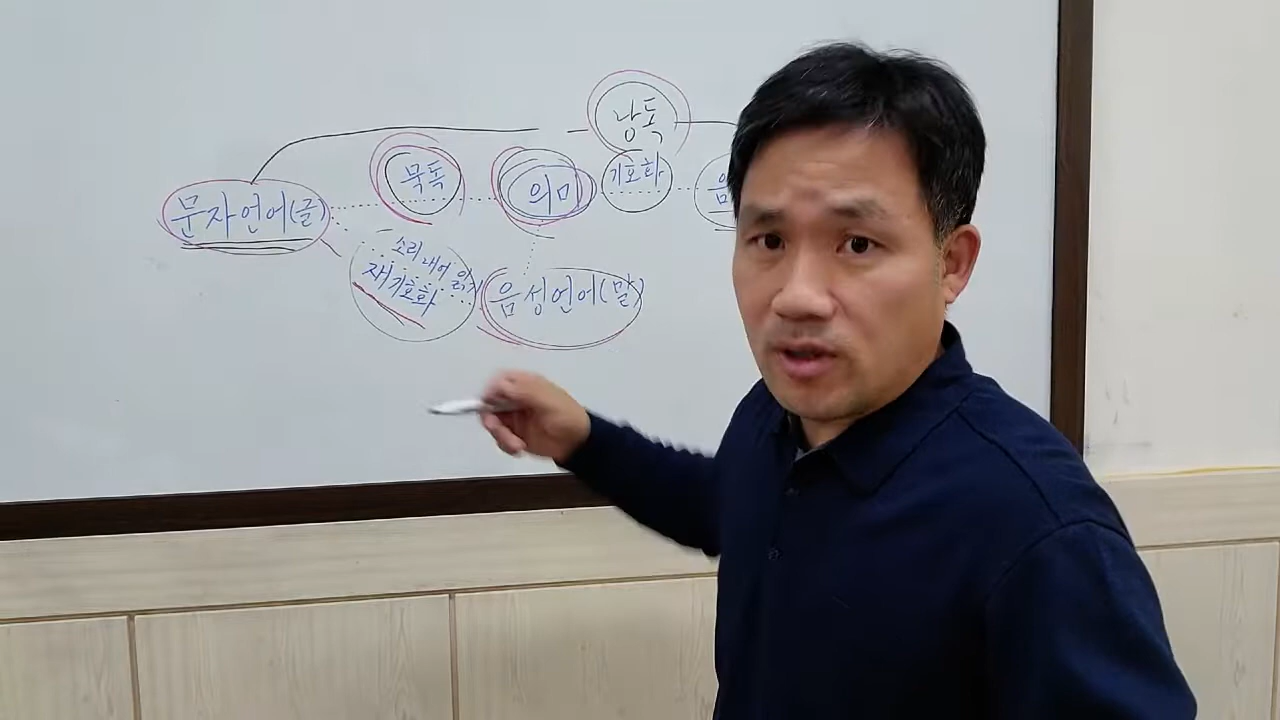 낭독
묵독 의미 기호화 음
문자언어(글)
소리내어 읽기
재기호화 음성언어(말)